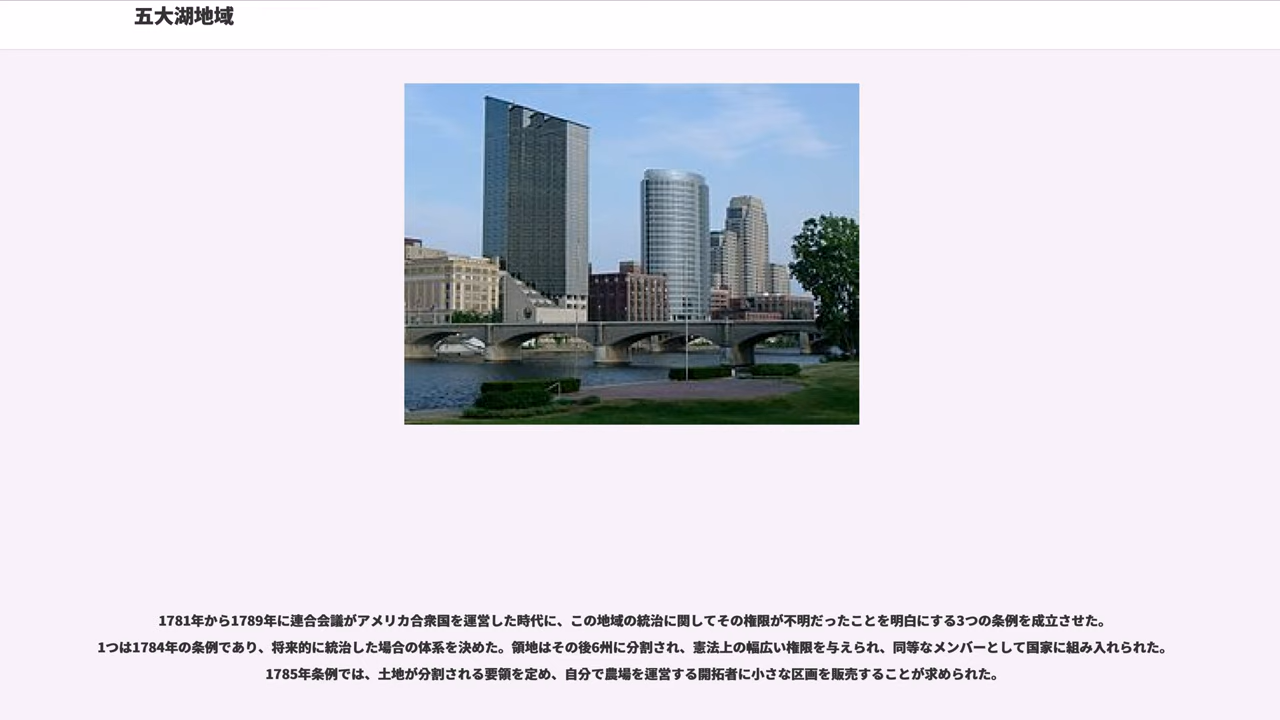 五大湖地域
1781年から1789年に連合会議がアメリカ合衆国を運営した時代に、この地域の統治に関してその権限が不明だったことを明白にする3つの条例を成立させた。
1つは1784年の条例であり、将来的に統治した場合の体系を決めた。領地はその後6州に分割され、憲法上の幅広い権限を与えられ、同等なメンバーとして国家に組み入れられた。
1785年条例では、土地が分割される要領を定め、自分で農場を運営する開拓者に小さな区画を販売することが求められた。